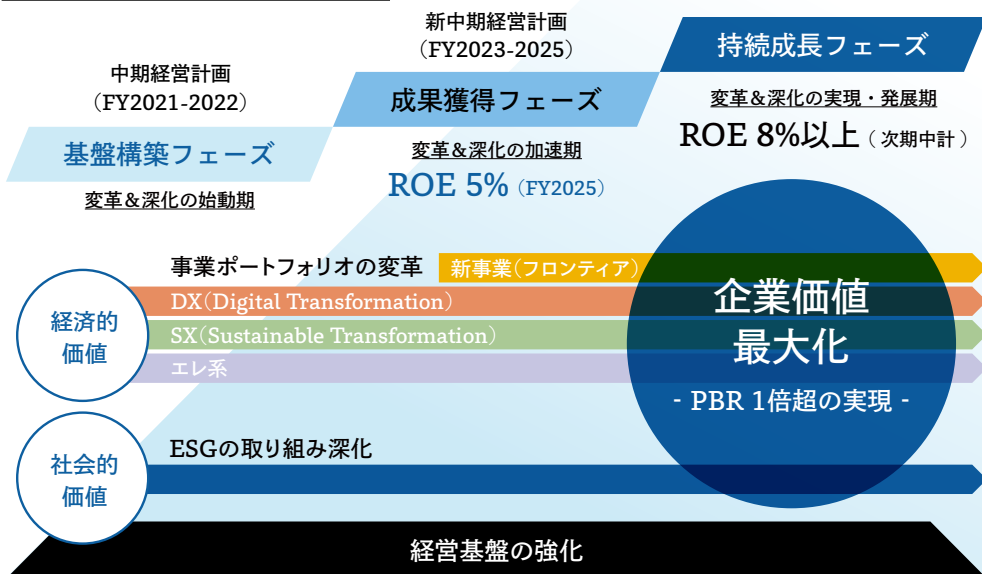 中期経営計画
（FY2021-2022）
基盤構築フェーズ
変革＆深化の始動期
新中期経営計画
（FY2023-2025）
成果獲得フェーズ
変革＆深化の加速期
ROE 5%（FY2025）
持続成長フェーズ
変革＆深化の実現・発展期
ROE 8%以上（次期中計）
経済的
価値
事業ポートフォリオの変革
新事業（フロンティア）
DX（Digital Transformation）
SX（Sustainable Transformation）
エレ系
企業価値
最大化
- PBR 1倍超の実現 -
社会的
価値
ESGの取り組み深化
経営基盤の強化